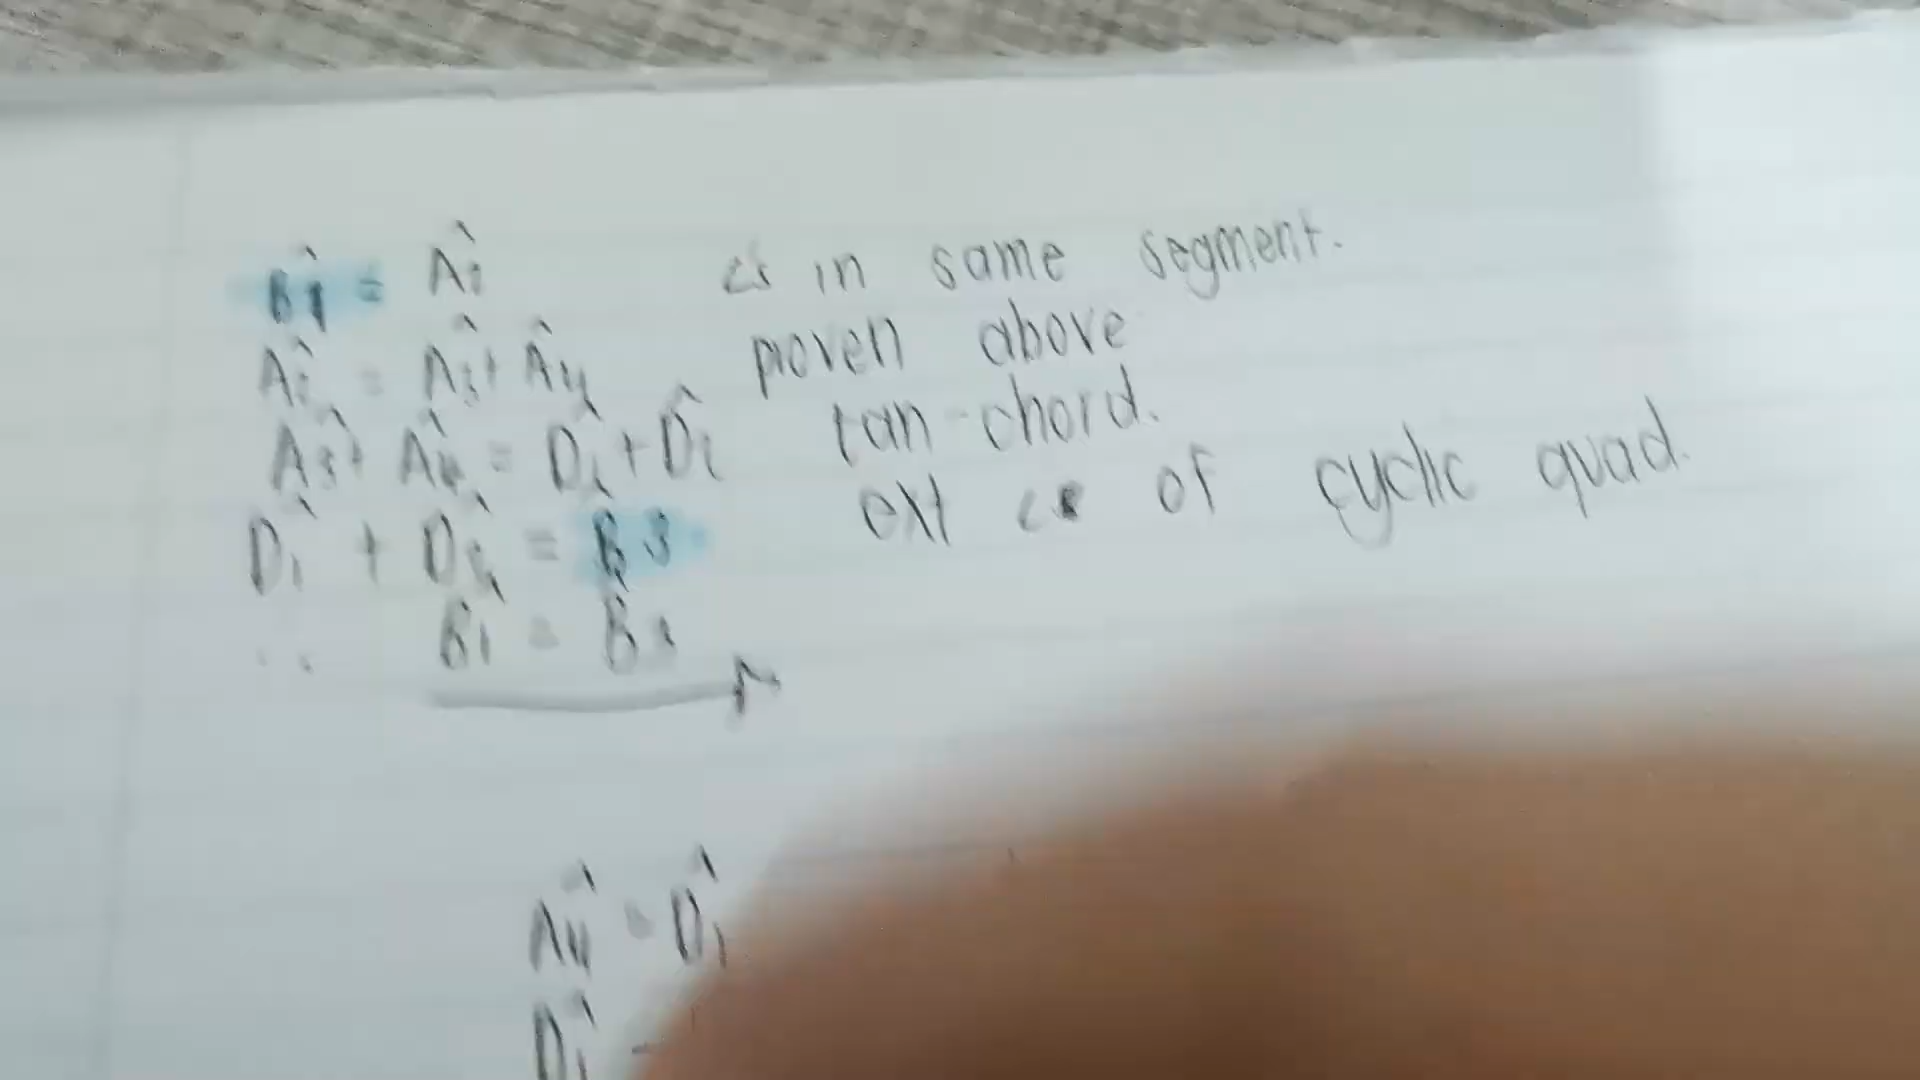 B̂1 = Â2 ∠s in same segment.
Â2 = Â3 + Â4 proven above
Â3 + Â4 = D̂1 + D̂2 tan-chord.
D̂1 + D̂2 = B̂3 ext ∠s of cyclic quad.
∴ B̂1 = B̂3
Â4 = D̂1
D̂1